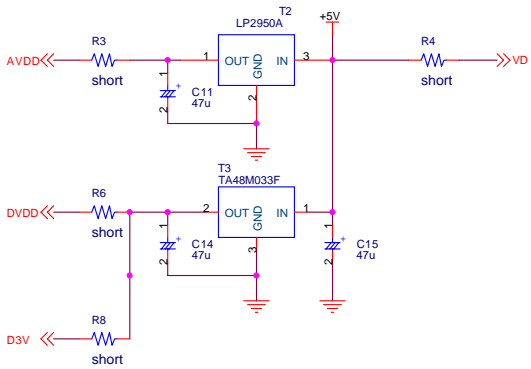 T2
LP2950A
+5V
R3
R4
AVDD
1
OUT
GND
IN
3
VD
short
short
1
2
C11
47u
2
+
T3
TA48M033F
R6
DVDD
2
OUT
GND
IN
1
short
1
2
C14
47u
+
3
1
2
C15
47u
+
R8
D3V
short